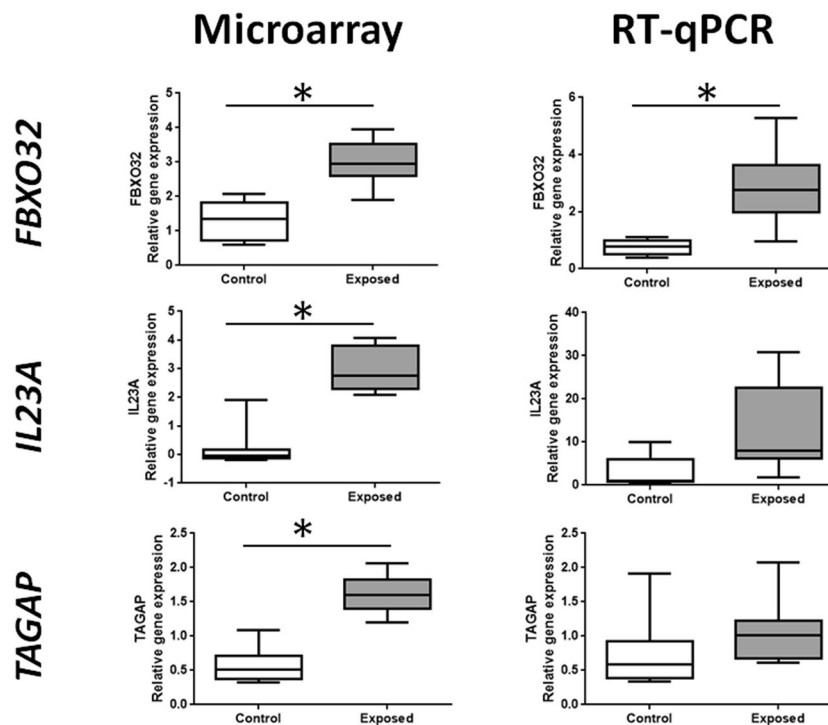 Microarray
RT-qPCR
FBXO32
FBXO32
Relative gene expression
5
4
3
2
1
0
*
Control
Exposed
FBXO32
Relative gene expression
6
4
2
0
*
Control
Exposed
IL23A
IL23A
Relative gene expression
5
4
3
2
1
0
-1
*
Control
Exposed
IL23A
Relative gene expression
40
30
20
10
0
Control
Exposed
TAGAP
TAGAP
Relative gene expression
2.5
2.0
1.5
1.0
0.5
0.0
*
Control
Exposed
TAGAP
Relative gene expression
2.5
2.0
1.5
1.0
0.5
0.0
Control
Exposed